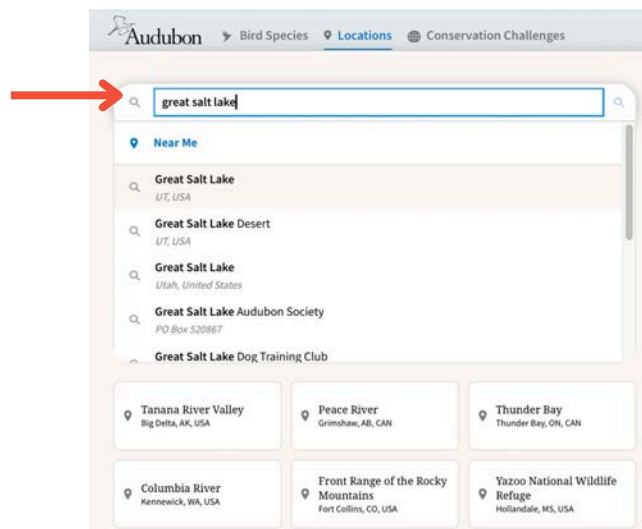 Audubon Bird Species Locations Conservation Challenges
great salt lake
Near Me
Great Salt Lake
UT, USA
Great Salt Lake Desert
UT, USA
Great Salt Lake
Utah, United States
Great Salt Lake Audubon Society
PO Box 520867
Great Salt Lake Dog Training Club
Tanana River Valley
Big Delta, AK, USA
Peace River
Grimshaw, AB, CAN
Thunder Bay
Thunder Bay, ON, CAN
Columbia River
Kennewick, WA, USA
Front Range of the Rocky
Mountains
Fort Collins, CO, USA
Yazoo National Wildlife
Refuge
Hollandale, MS, USA